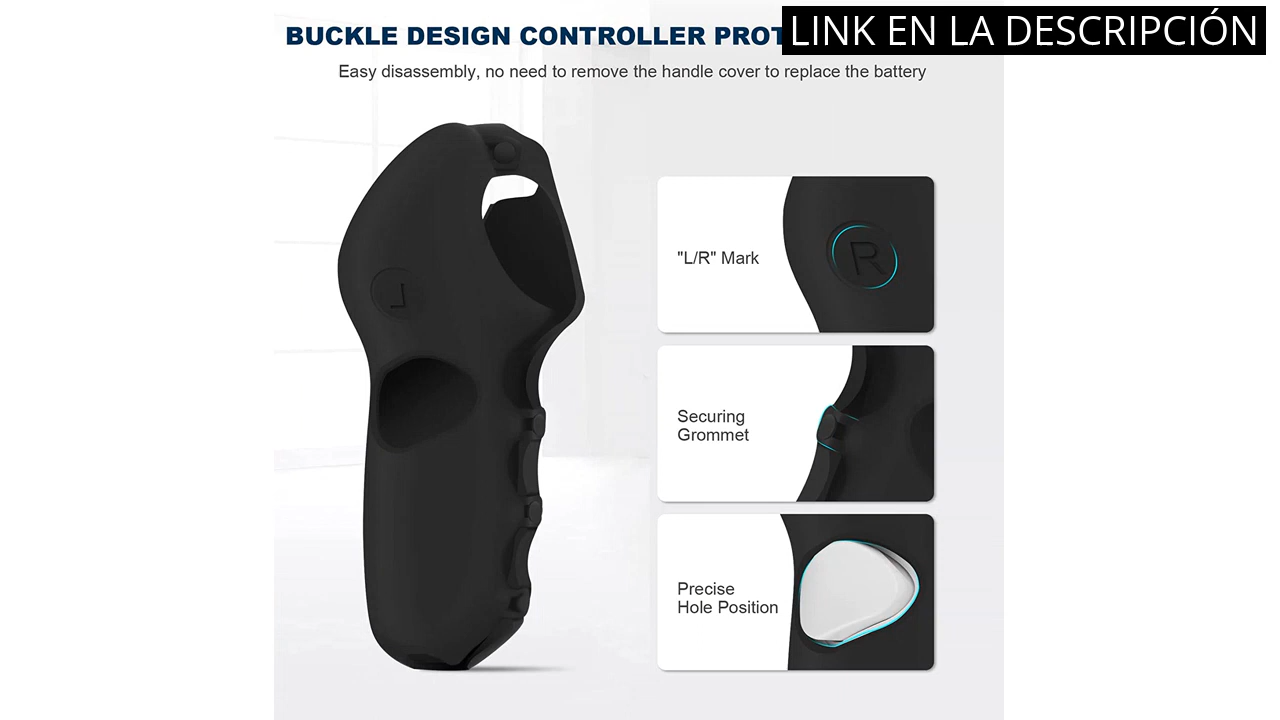 BUCKLE DESIGN CONTROLLER
LINK EN LA DESCRIPCIÓN
Easy disassembly, no need to remove the handle cover to replace the battery
"L/R" Mark
R
L
Securing
Grommet
Precise
Hole Position